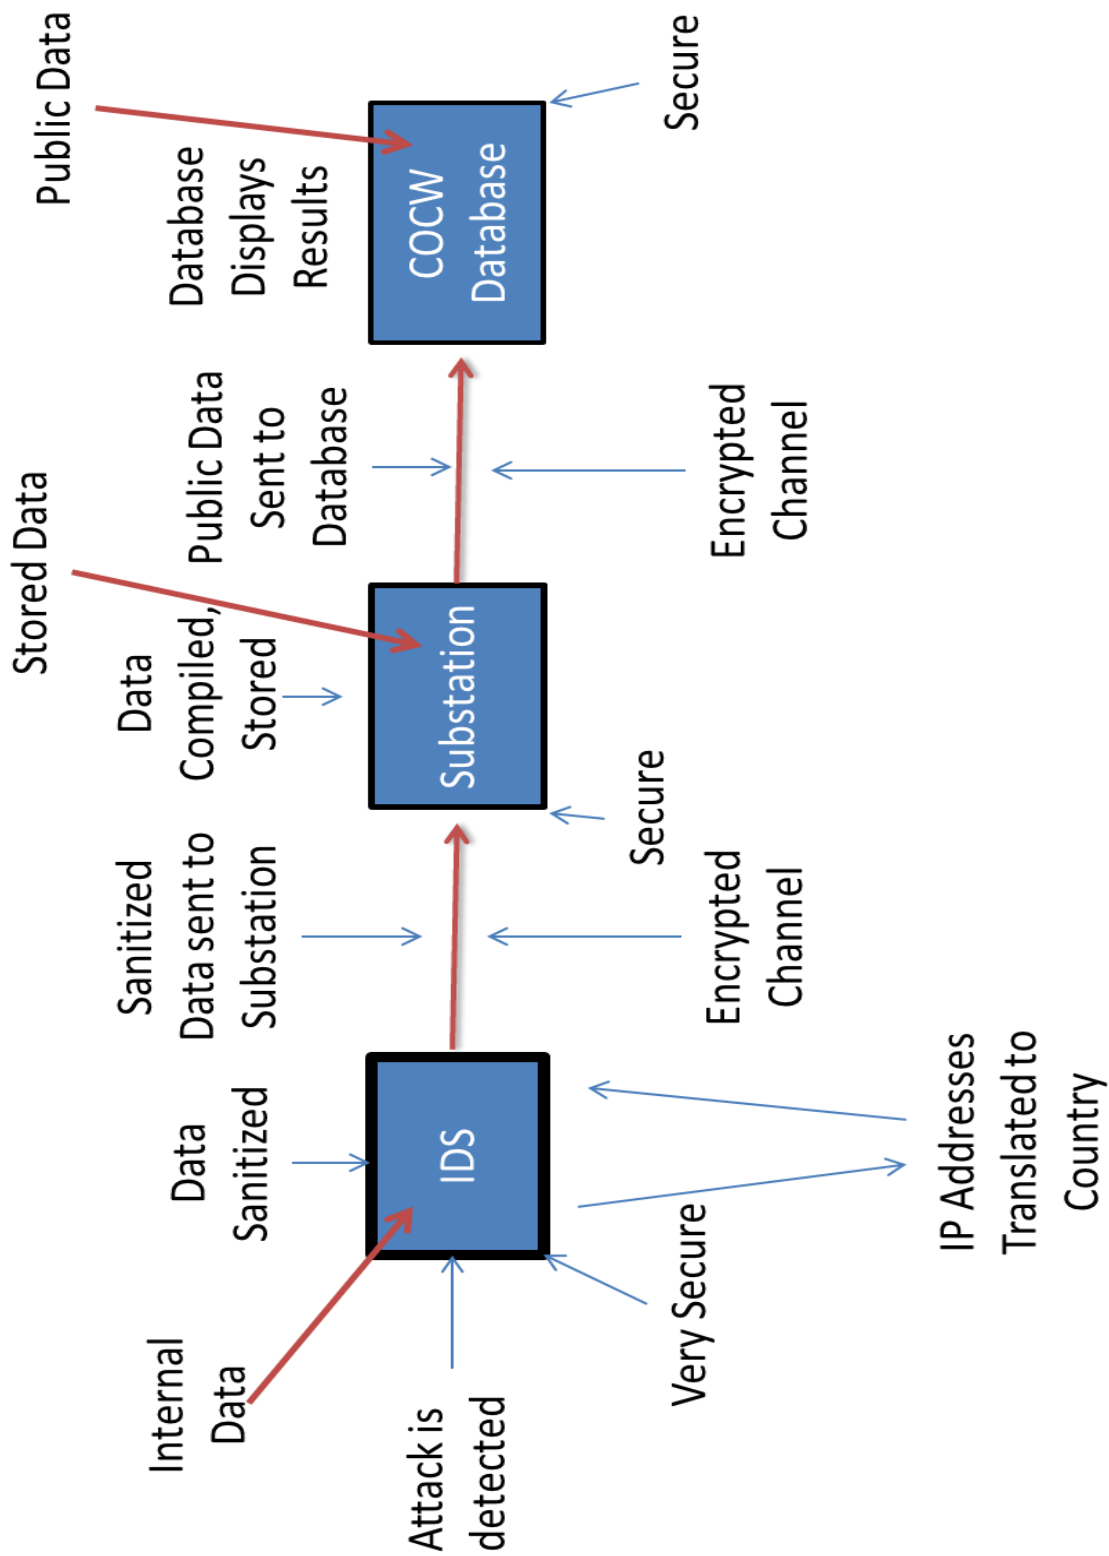 Internal
Data
Attack is
detected
Data
Sanitized
IDS
Very Secure
IP Addresses
Translated to
Country
Sanitized
Data sent to
Substation
Encrypted
Channel
Stored Data
Data
Compiled,
Stored
Substation
Secure
Public Data
Sent to
Database
Encrypted
Channel
Public Data
Database
Displays
Results
COCW
Database
Secure